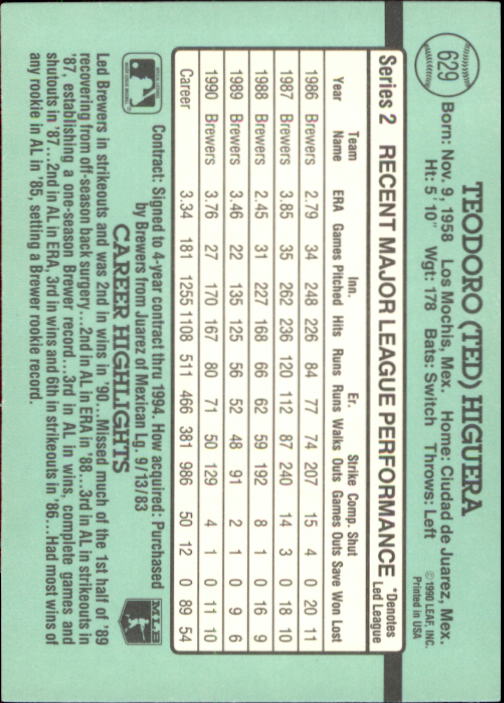 629
TEODORO (TED) HIGUERA
Born: Nov. 9, 1958 Los Mochis, Mex. Home: Ciudad de Juarez, Mex.
Ht: 5' 10" Wgt: 178 Bats: Switch Throws: Left
© 1990 LEAF, INC.
Printed in USA
Series 2 RECENT MAJOR LEAGUE PERFORMANCE *Denotes Led League
Year Team Name ERA Games Inn. Pitched Hits Runs Er. Runs Walks Strike Outs Comp. Games Shut Outs Save Won Lost
1986 Brewers 2.79 34 248 226 84 77 74 207 15 4 0 20 11
1987 Brewers 3.85 35 262 236 120 112 87 240 14 3 0 18 10
1988 Brewers 2.45 31 227 168 66 62 59 192 8 1 0 16 9
1989 Brewers 3.46 22 135 125 56 52 48 91 2 1 0 9 6
1990 Brewers 3.76 27 170 167 80 71 50 129 4 1 0 11 10
Career 3.34 181 1255 1108 511 466 381 986 50 12 0 89 54
Contract: Signed to 4-year contract thru 1994. How acquired: Purchased
by Brewers from Juarez of Mexican Lg. 9/13/83
MLB
CAREER HIGHLIGHTS
Led Brewers in strikeouts and was 2nd in wins in '90...Missed much of the 1st half of '89
recovering from off-season back surgery...2nd in AL in ERA in '88...3rd in AL in strikeouts in
'87, establishing a one-season Brewer record...3rd in AL in wins, complete games and
shutouts in '87...2nd in AL in ERA, 3rd in wins and 6th in strikeouts in '86...Had most wins of
any rookie in AL in '85, setting a Brewer rookie record.